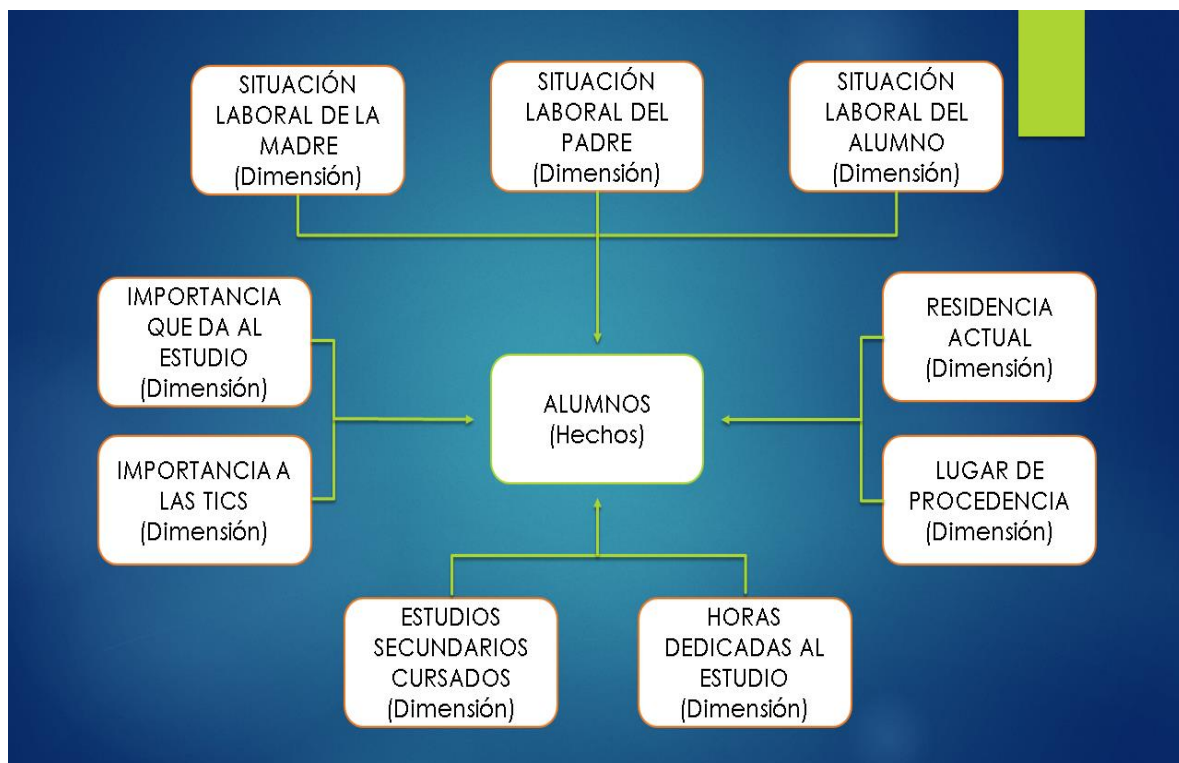 SITUACIÓN
LABORAL DE LA
MADRE
(Dimensión)
SITUACIÓN
LABORAL DEL
PADRE
(Dimensión)
SITUACIÓN
LABORAL DEL
ALUMNO
(Dimensión)
IMPORTANCIA
QUE DA AL
ESTUDIO
(Dimensión)
RESIDENCIA
ACTUAL
(Dimensión)
ALUMNOS
(Hechos)
IMPORTANCIA A
LAS TICS
(Dimensión)
LUGAR DE
PROCEDENCIA
(Dimensión)
ESTUDIOS
SECUNDARIOS
CURSADOS
(Dimensión)
HORAS
DEDICADAS AL
ESTUDIO
(Dimensión)